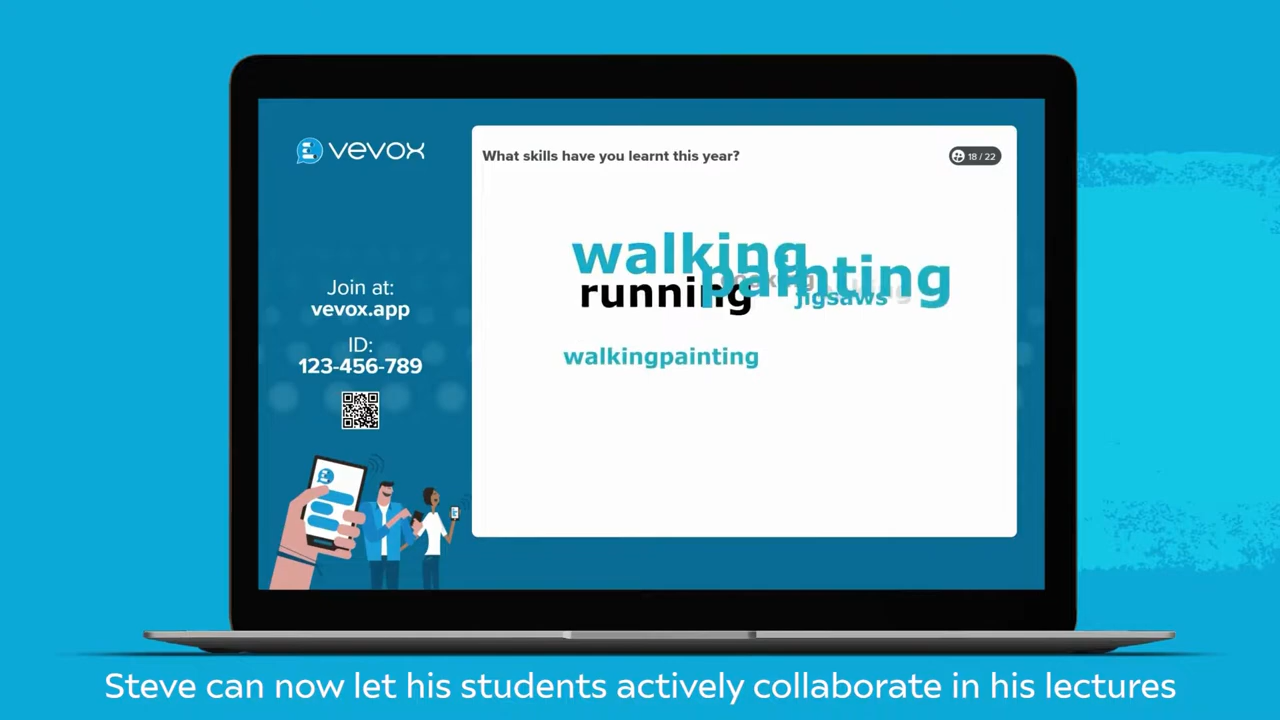 vevox
What skills have you learnt this year?
18 / 22
walking
painting
running
jigsaws
walkingpainting
Join at:
vevox.app
ID:
123-456-789
Steve can now let his students actively collaborate in his lectures